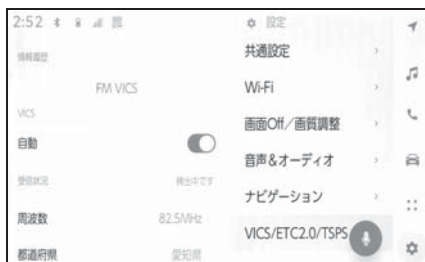 2:52
情報履歴
FM VICS
VICS
自動
受信状況 検出中です
周波数 82.5MHz
都道府県 愛知県
設定
共通設定
Wi-Fi
画面Off/画質調整
音声&オーディオ
ナビゲーション
VICS/ETC2.0/TSPS